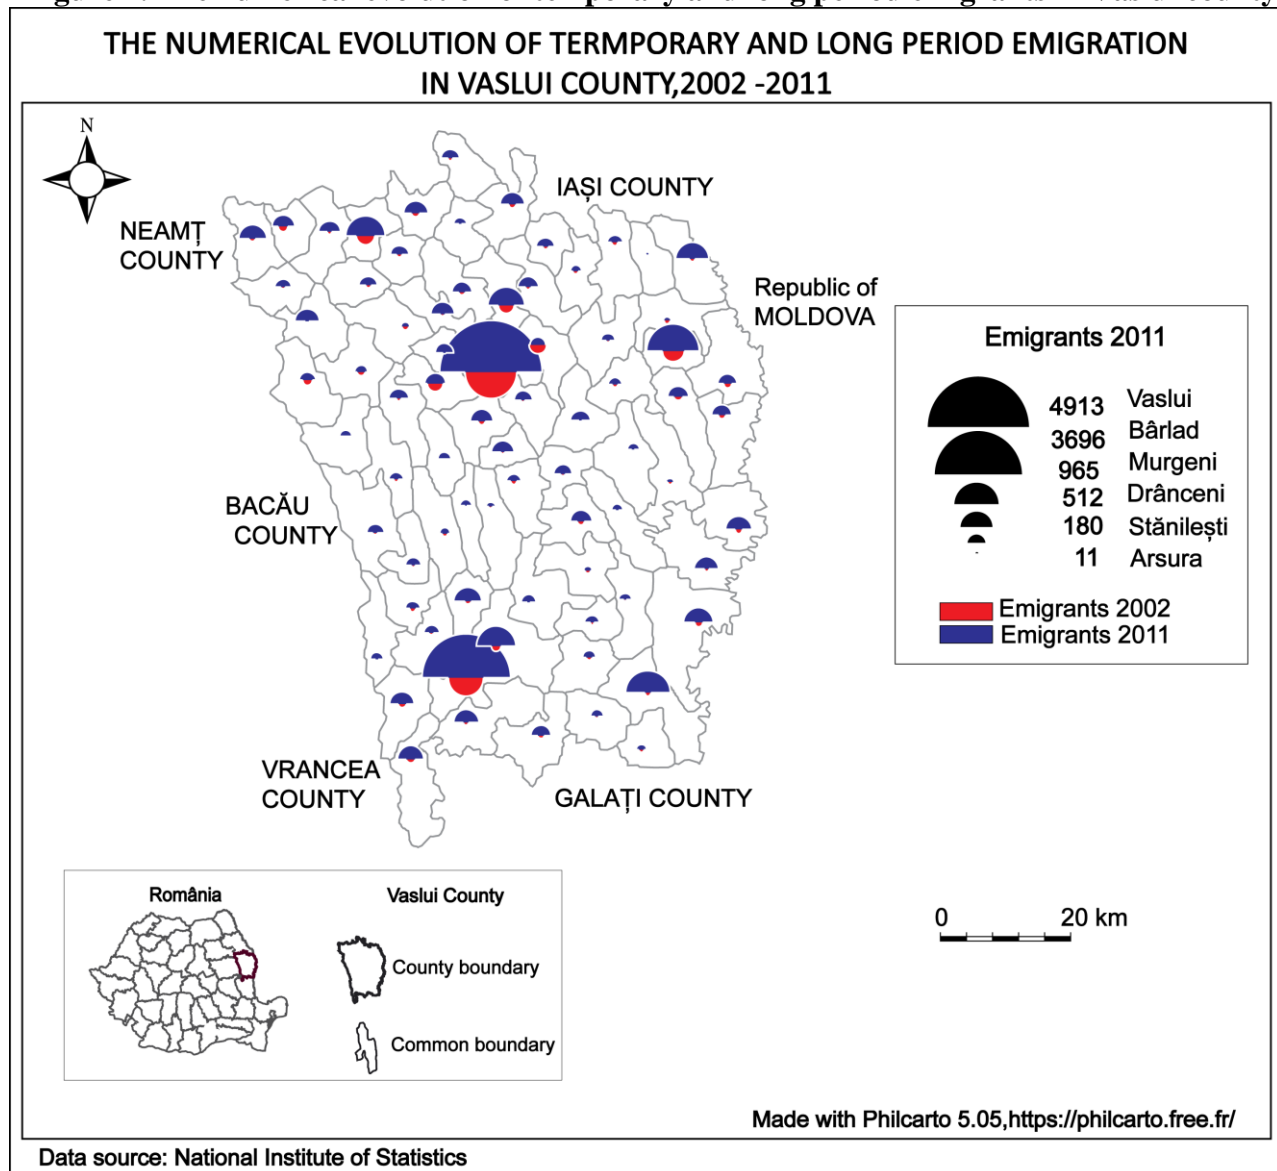 THE NUMERICAL EVOLUTION OF TERMPORARY AND LONG PERIOD EMIGRATION
IN VASLUI COUNTY,2002 -2011
N
IAȘI COUNTY
NEAMȚ
COUNTY
Republic of
MOLDOVA
BACĂU
COUNTY
VRANCEA
COUNTY
GALAȚI COUNTY
Emigrants 2011
4913 Vaslui
3696 Bârlad
965 Murgeni
512 Drânceni
180 Stănilești
11 Arsura
Emigrants 2002
Emigrants 2011
România
Vaslui County
County boundary
Common boundary
0 20 km
Made with Philcarto 5.05,https://philcarto.free.fr/
Data source: National Institute of Statistics